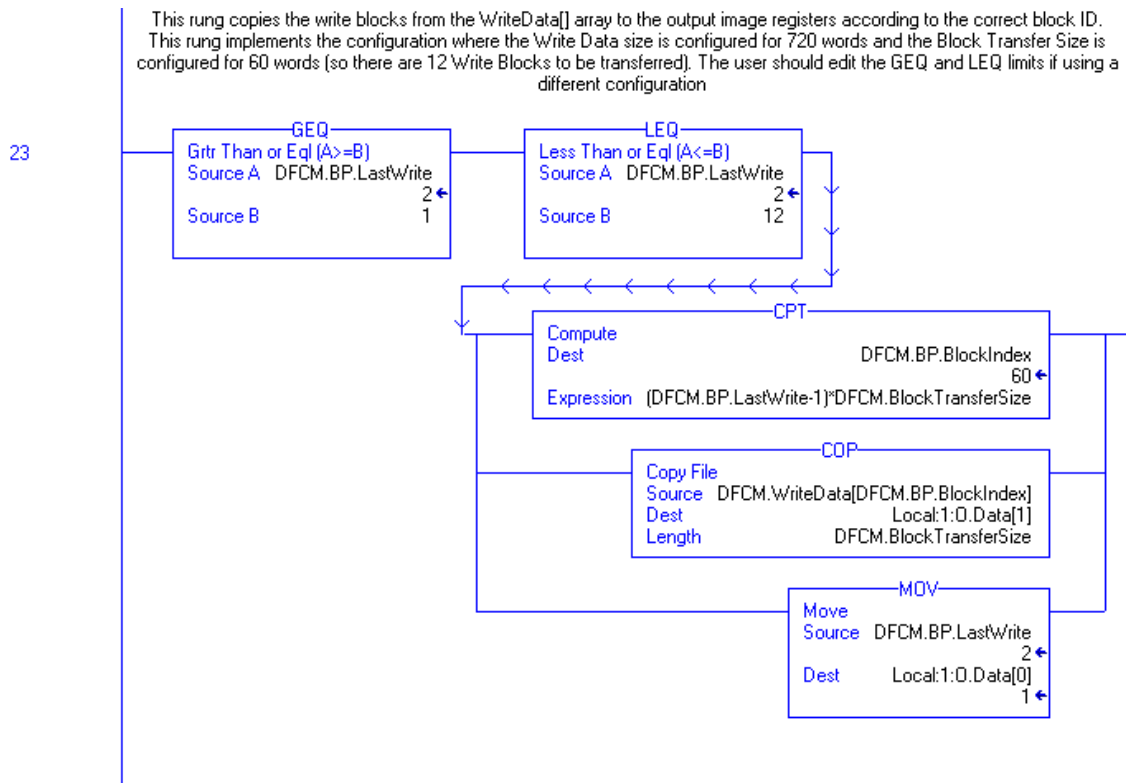 This rung copies the write blocks from the WriteData[] array to the output image registers according to the correct block ID.
This rung implements the configuration where the Write Data size is configured for 720 words and the Block Transfer Size is
configured for 60 words (so there are 12 Write Blocks to be transferred). The user should edit the GEQ and LEQ limits if using a
different configuration
23
GEQ
Grtr Than or Eql (A>=B)
Source A DFCM.BP.LastWrite
2
Source B 1
LEQ
Less Than or Eql (A<=B)
Source A DFCM.BP.LastWrite
2
Source B 12
CPT
Compute
Dest DFCM.BP.BlockIndex
60
Expression (DFCM.BP.LastWrite-1)*DFCM.BlockTransferSize
COP
Copy File
Source DFCM.WriteData[DFCM.BP.BlockIndex]
Dest Local:1:O.Data[1]
Length DFCM.BlockTransferSize
MOV
Move
Source DFCM.BP.LastWrite
2
Dest Local:1:O.Data[0]
1